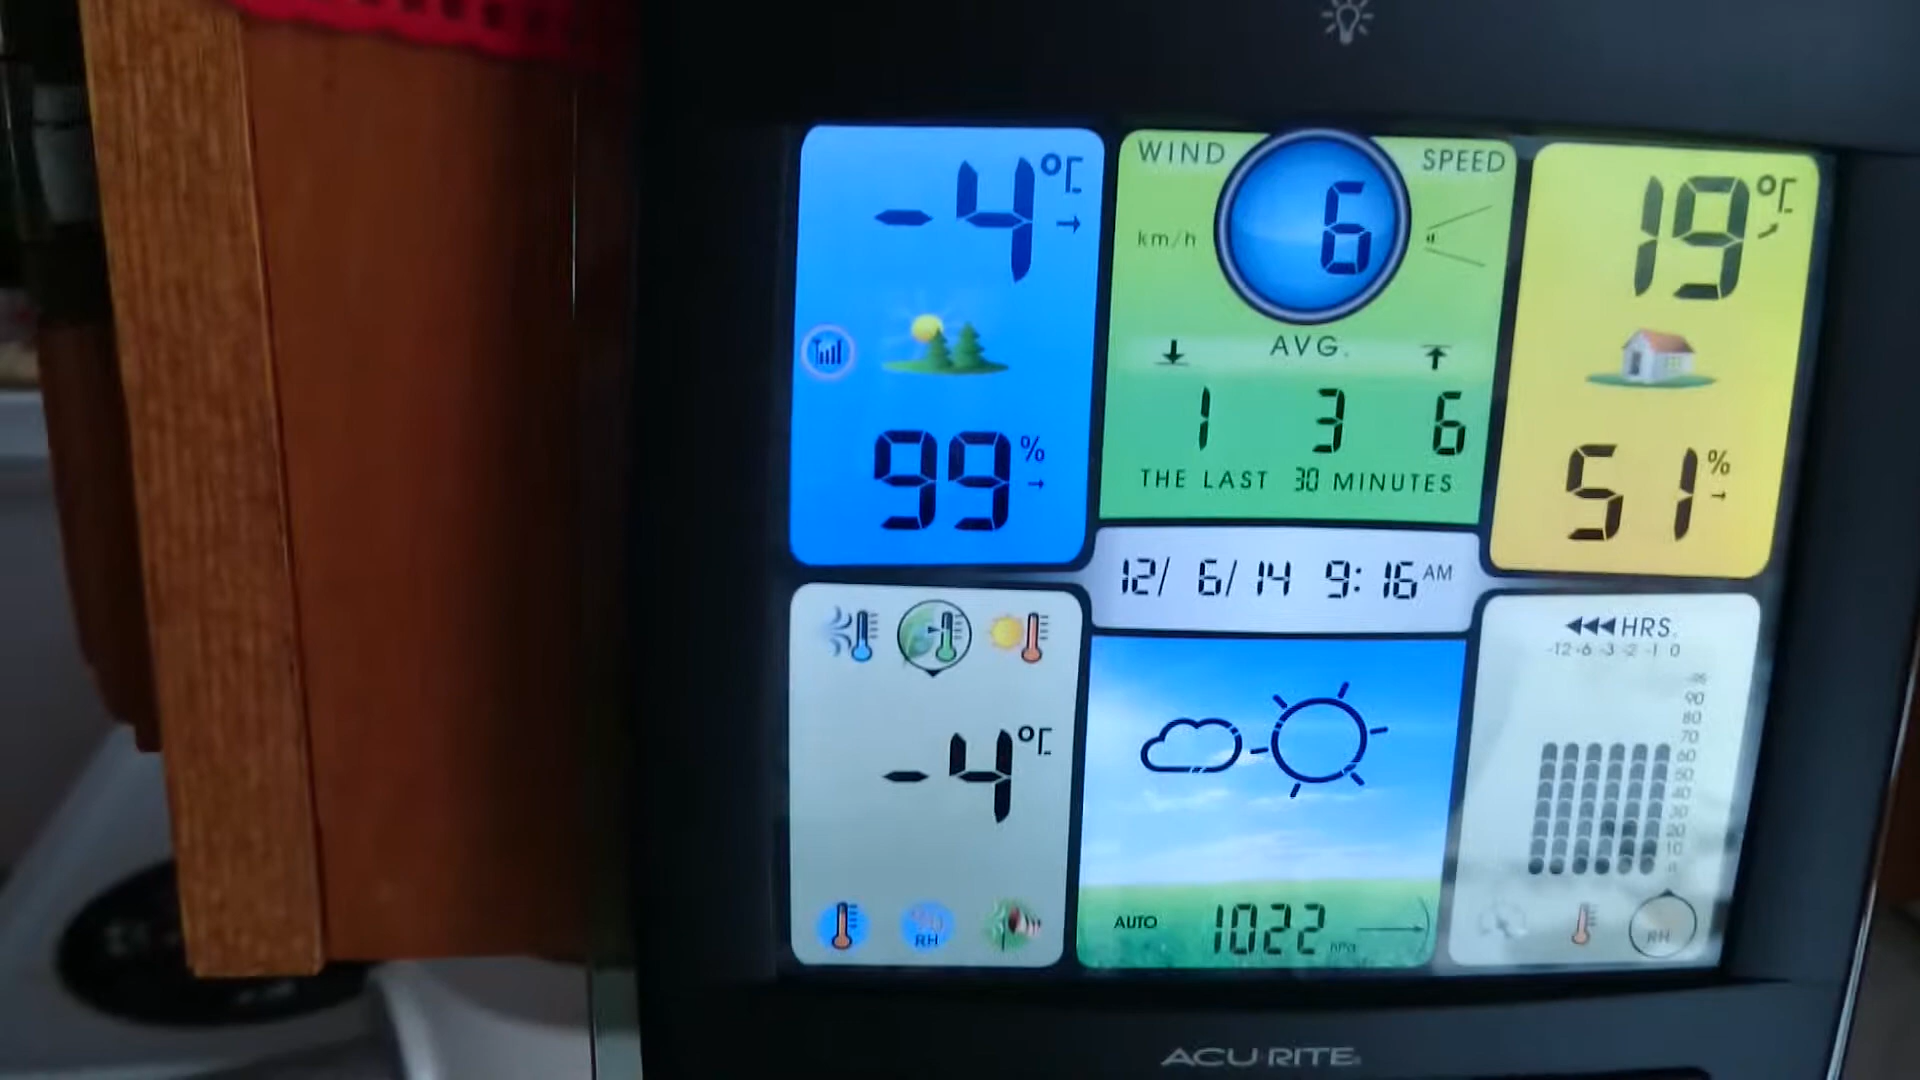 -4 °C
99 %
WIND SPEED
6
km/h
AVG.
1 3 6
THE LAST 30 MINUTES
19 °C
51 %
12/ 6/14 9:16 AM
-4 °C
RH
AUTO 1022 hPa
HRS.
-12 -6 -3 -2 -1 0
90
80
70
60
50
40
30
20
10
RH
ACU RITE